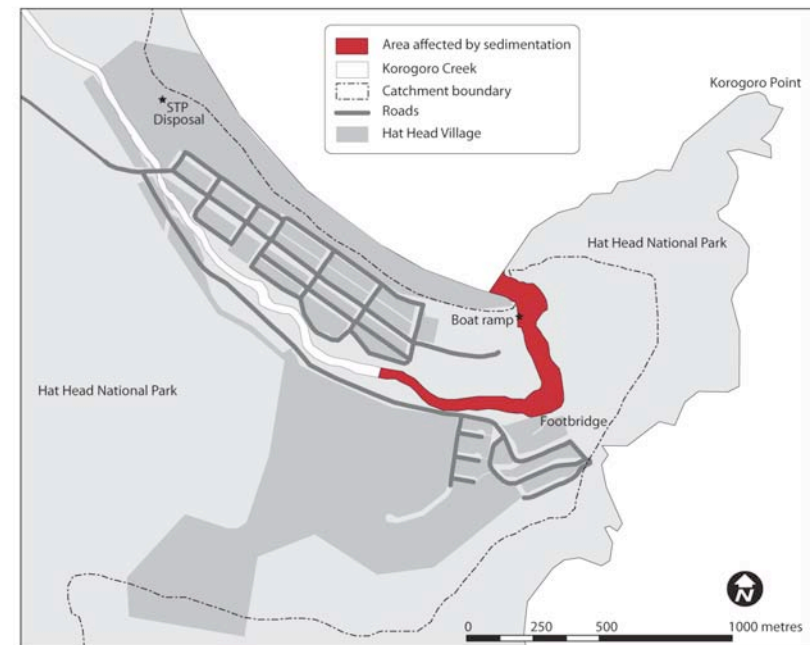 Area affected by sedimentation
Korogoro Creek
Catchment boundary
Roads
Hat Head Village
Korogoro Point
STP
Disposal
Hat Head National Park
Boat ramp
Hat Head National Park
Footbridge
N
0 250 500 1000 metres